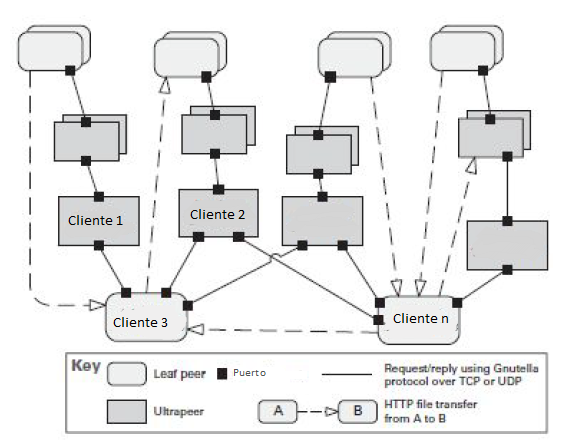 Cliente 1
Cliente 2
Cliente 3
Cliente n
Key
Leaf peer
Puerto
Request/reply using Gnutella
protocol over TCP or UDP
Ultrapeer
A
B
HTTP file transfer
from A to B